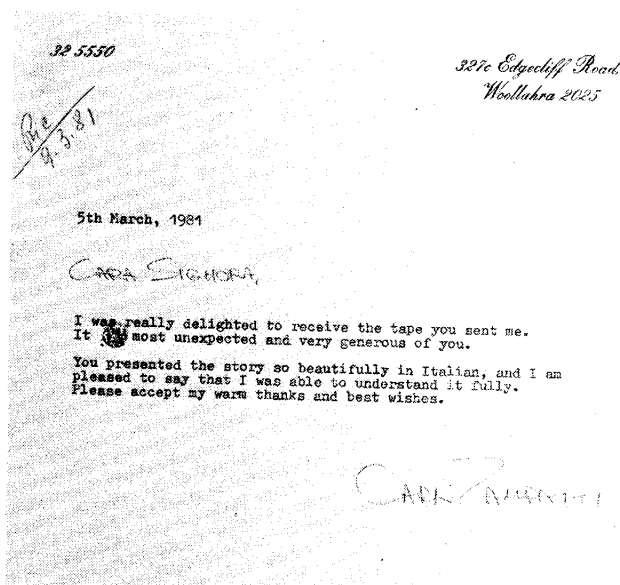 32 5550
327c Edgecliff Road,
Woollahra 2025
Ric
9.3.81
5th March, 1981
CARA SIGNORA,
I was really delighted to receive the tape you sent me.
It most unexpected and very generous of you.
You presented the story so beautifully in Italian, and I am
pleased to say that I was able to understand it fully.
Please accept my warm thanks and best wishes.